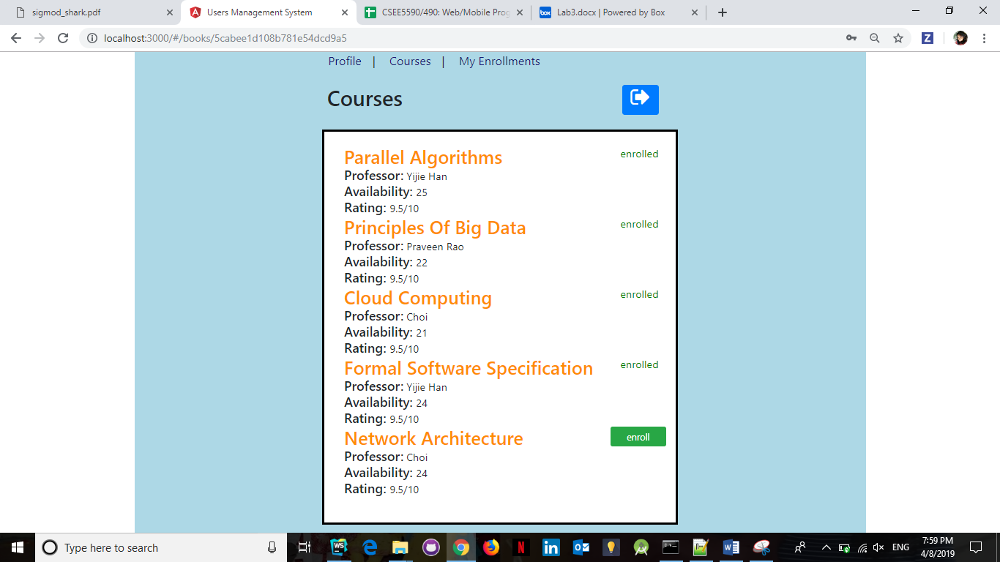 sigmod_shark.pdf
Users Management System
CSEE5590/490: Web/Mobile Prog
box
Lab3.docx | Powered by Box
localhost:3000/#/books/5cabee1d108b781e54dcd9a5
Z
Profile | Courses | My Enrollments
Courses
Parallel Algorithms
enrolled
Professor: Yijie Han
Availability: 25
Rating: 9.5/10
Principles Of Big Data
enrolled
Professor: Praveen Rao
Availability: 22
Rating: 9.5/10
Cloud Computing
enrolled
Professor: Choi
Availability: 21
Rating: 9.5/10
Formal Software Specification
enrolled
Professor: Yijie Han
Availability: 24
Rating: 9.5/10
Network Architecture
enroll
Professor: Choi
Availability: 24
Rating: 9.5/10
Type here to search
WS
N
in
W
ENG
7:59 PM
4/8/2019